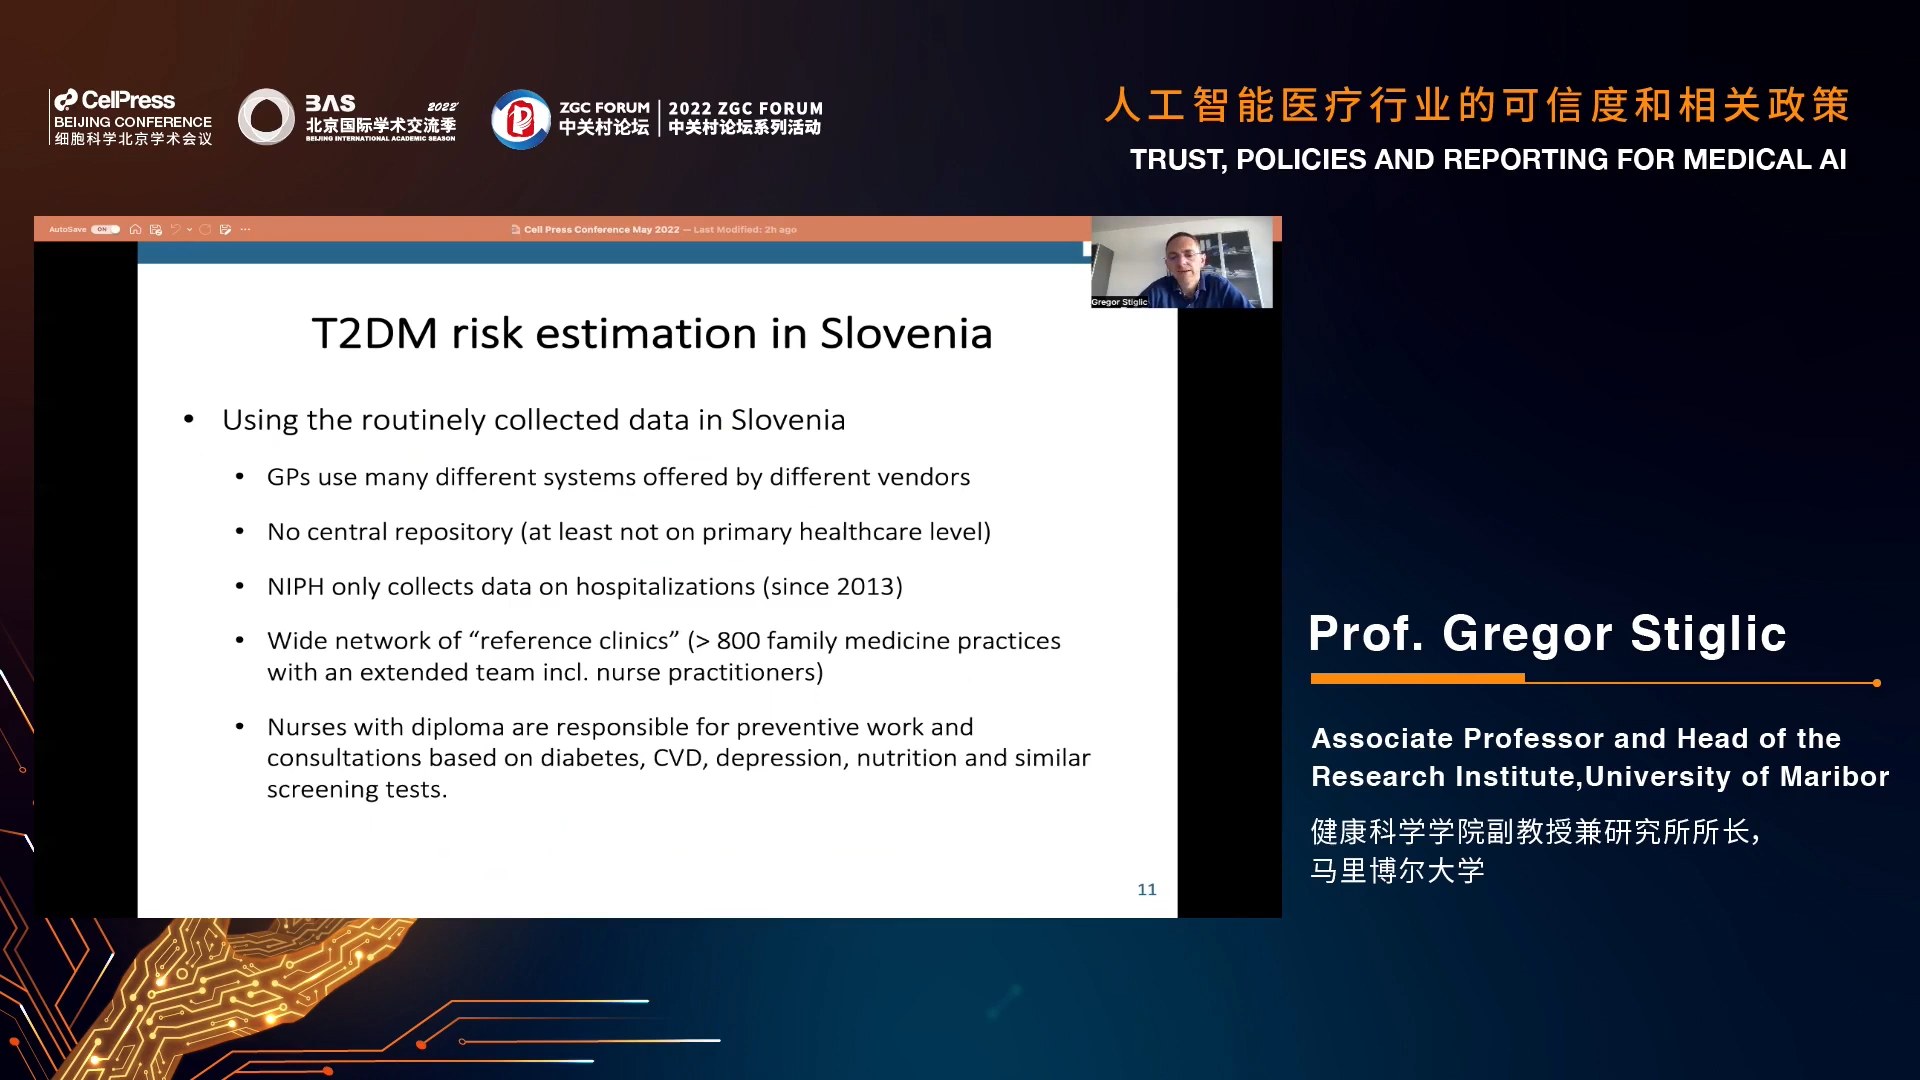 CellPress
BEIJING CONFERENCE
细胞科学北京学术会议
BAS 2022
北京国际学术交流季
BEIJING INTERNATIONAL ACADEMIC SEASON
ZGC FORUM
中关村论坛
2022 ZGC FORUM
中关村论坛系列活动
人工智能医疗行业的可信度和相关政策
TRUST, POLICIES AND REPORTING FOR MEDICAL AI
AutoSave ON
Cell Press Conference May 2022 — Last Modified: 2h ago
Gregor Stiglic
T2DM risk estimation in Slovenia
• Using the routinely collected data in Slovenia
• GPs use many different systems offered by different vendors
• No central repository (at least not on primary healthcare level)
• NIPH only collects data on hospitalizations (since 2013)
• Wide network of “reference clinics” (> 800 family medicine practices
with an extended team incl. nurse practitioners)
• Nurses with diploma are responsible for preventive work and
consultations based on diabetes, CVD, depression, nutrition and similar
screening tests.
11
Prof. Gregor Stiglic
Associate Professor and Head of the
Research Institute,University of Maribor
健康科学学院副教授兼研究所所长，
马里博尔大学